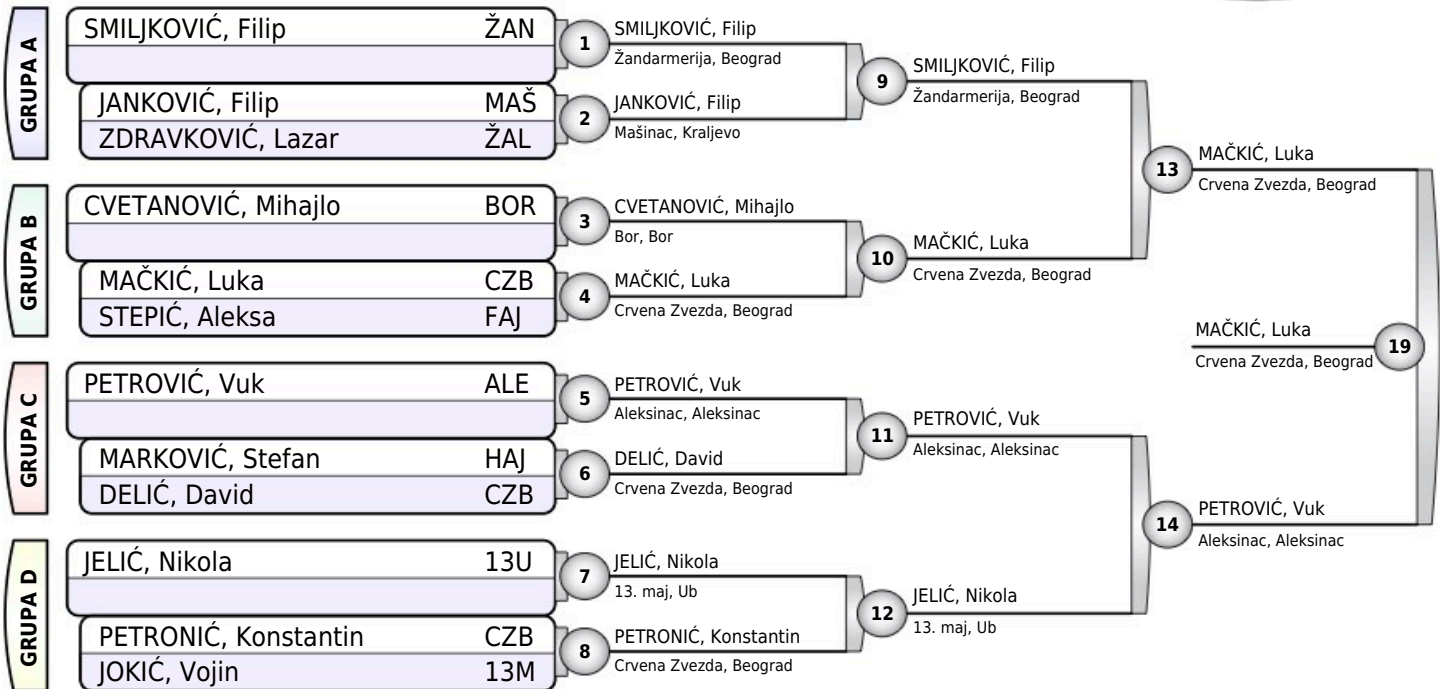 GRUPA A
SMILJKOVIĆ, Filip ŽAN
JANKOVIĆ, Filip MAŠ
ZDRAVKOVIĆ, Lazar ŽAL
GRUPA B
CVETANOVIĆ, Mihajlo BOR
MAČKIĆ, Luka CZB
STEPIĆ, Aleksa FAJ
GRUPA C
PETROVIĆ, Vuk ALE
MARKOVIĆ, Stefan HAJ
DELIĆ, David CZB
GRUPA D
JELIĆ, Nikola 13U
PETRONIĆ, Konstantin CZB
JOKIĆ, Vojin 13M
1
SMILJKOVIĆ, Filip
Žandarmerija, Beograd
2
JANKOVIĆ, Filip
Mašinac, Kraljevo
3
CVETANOVIĆ, Mihajlo
Bor, Bor
4
MAČKIĆ, Luka
Crvena Zvezda, Beograd
5
PETROVIĆ, Vuk
Aleksinac, Aleksinac
6
DELIĆ, David
Crvena Zvezda, Beograd
7
JELIĆ, Nikola
13. maj, Ub
8
PETRONIĆ, Konstantin
Crvena Zvezda, Beograd
9
SMILJKOVIĆ, Filip
Žandarmerija, Beograd
10
MAČKIĆ, Luka
Crvena Zvezda, Beograd
11
PETROVIĆ, Vuk
Aleksinac, Aleksinac
12
JELIĆ, Nikola
13. maj, Ub
13
MAČKIĆ, Luka
Crvena Zvezda, Beograd
14
PETROVIĆ, Vuk
Aleksinac, Aleksinac
MAČKIĆ, Luka
Crvena Zvezda, Beograd
19